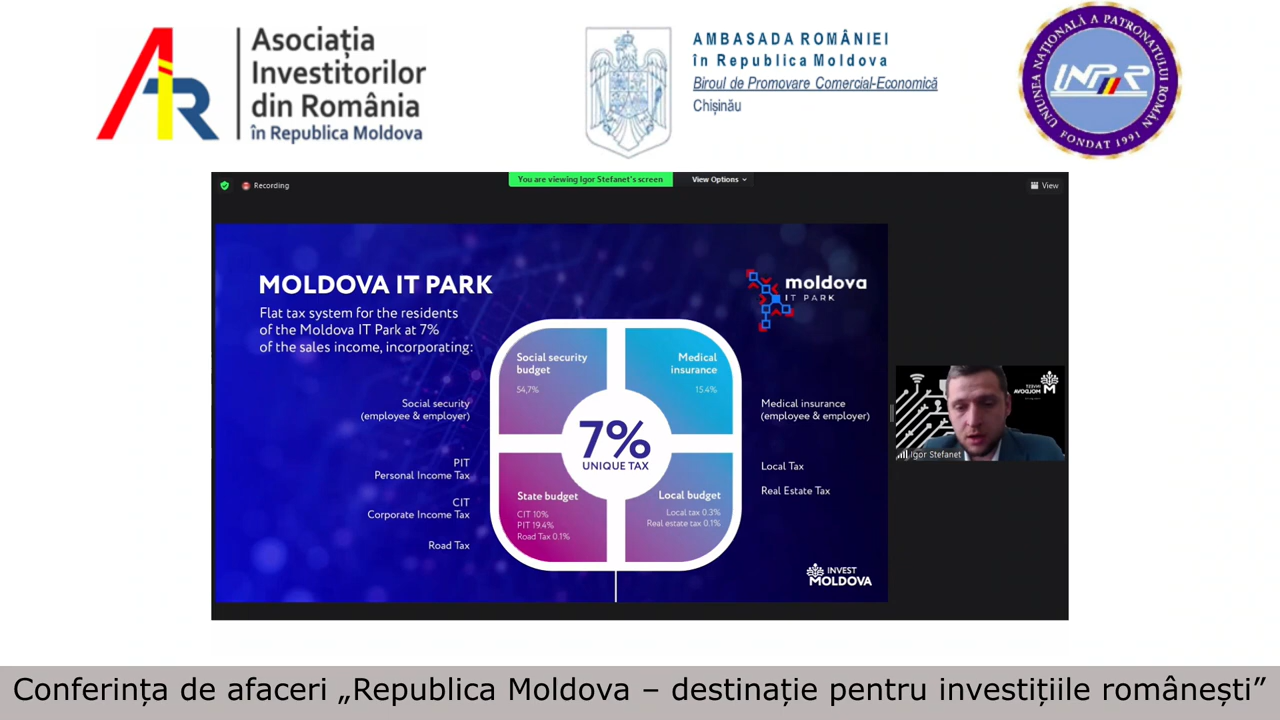 Asociația
Investitorilor
din România
în Republica Moldova
AMBASADA ROMÂNIEI
în Republica Moldova
Biroul de Promovare Comercial-Economică
Chișinău
UNIUNEA NAȚIONALĂ A PATRONATULUI ROMÂN
UNPR
FONDAT 1991
Recording
You are viewing Igor Stefanet's screen
View Options
View
MOLDOVA IT PARK
Flat tax system for the residents
of the Moldova IT Park at 7%
of the sales income, incorporating:
moldova
IT PARK
Social security
budget
54,7%
Medical
insurance
15.4%
Social security
(employee & employer)
Medical insurance
(employee & employer)
7%
UNIQUE TAX
PIT
Personal Income Tax
CIT
Corporate Income Tax
Road Tax
Local Tax
Real Estate Tax
State budget
CIT 10%
PIT 19.4%
Road Tax 0.1%
Local budget
Local tax 0.3%
Real estate tax 0.1%
INVEST
MOLDOVA
INVEST
MOLDOVA
Igor Stefanet
Conferința de afaceri „Republica Moldova – destinație pentru investițiile românești”